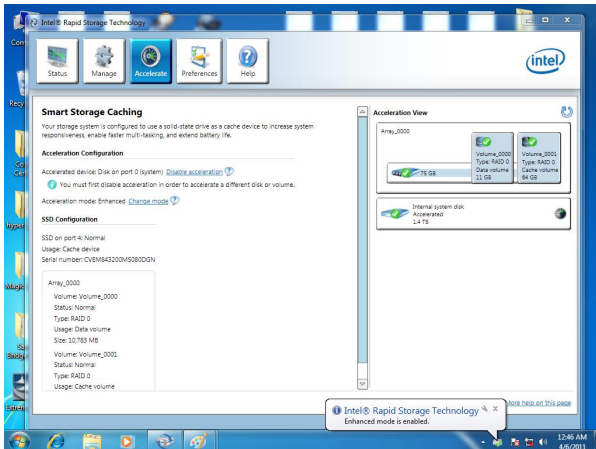 Intel® Rapid Storage Technology
Status
Manage
Accelerate
Preferences
Help
intel
Smart Storage Caching
Your storage system is configured to use a solid-state drive as a cache device to increase system
responsiveness, enable faster multi-tasking, and extend battery life.
Acceleration Configuration
Accelerated device: Disk on port 0 (system) Disable acceleration
You must first disable acceleration in order to accelerate a different disk or volume.
Acceleration mode: Enhanced Change mode
SSD Configuration
SSD on port 4: Normal
Usage: Cache device
Serial number: CVEM843200MS080DGN
Array_0000
Volume: Volume_0000
Status: Normal
Type: RAID 0
Usage: Data volume
Size: 10,783 MB
Volume: Volume_0001
Status: Normal
Type: RAID 0
Usage: Cache volume
Acceleration View
Array_0000
75 GB
Volume_0000
Type: RAID 0
Data volume
11 GB
Volume_0001
Type: RAID 0
Cache volume
64 GB
Internal system disk
Accelerated
1.4 TB
More help on this page
Intel® Rapid Storage Technology
Enhanced mode is enabled.
12:46 AM
4/6/2011